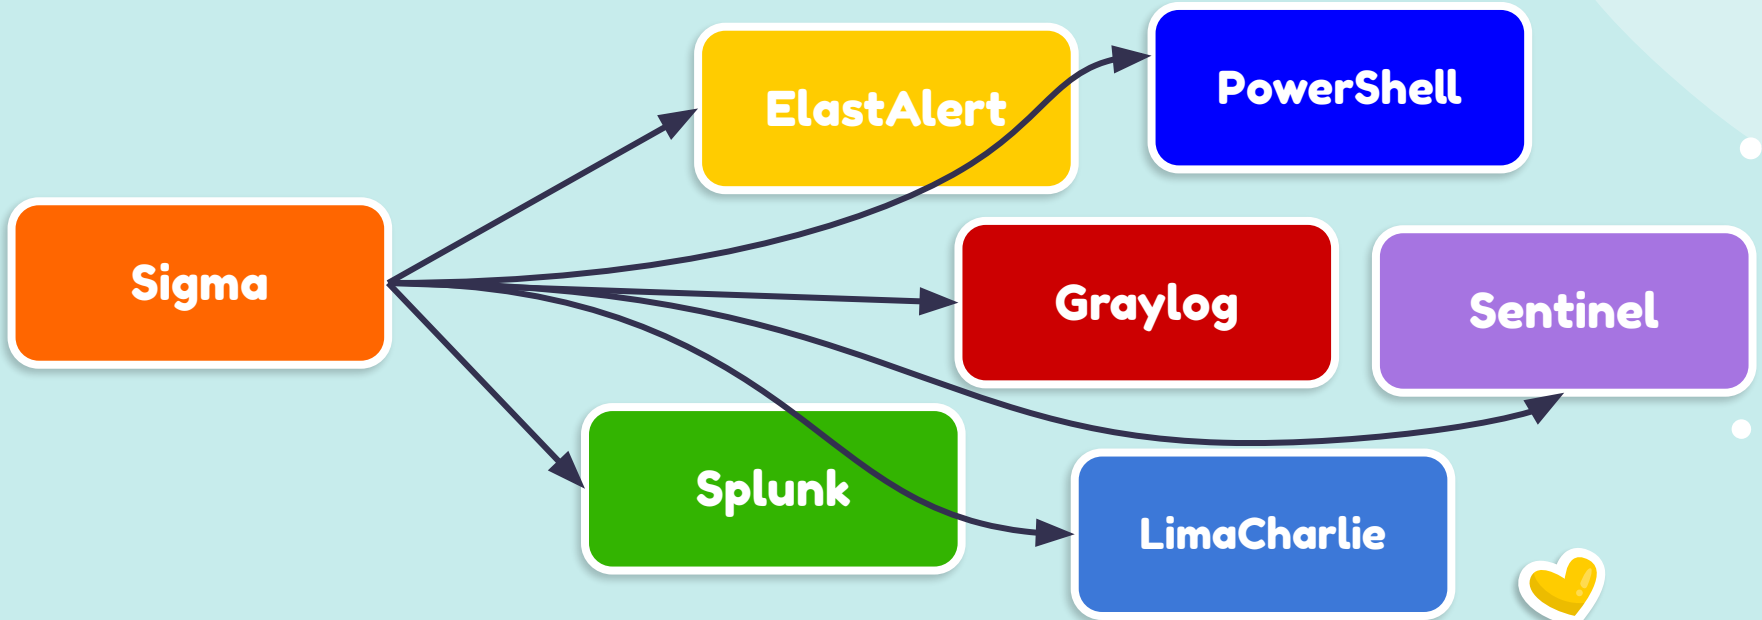 Sigma
ElastAlert
PowerShell
Graylog
Sentinel
Splunk
LimaCharlie